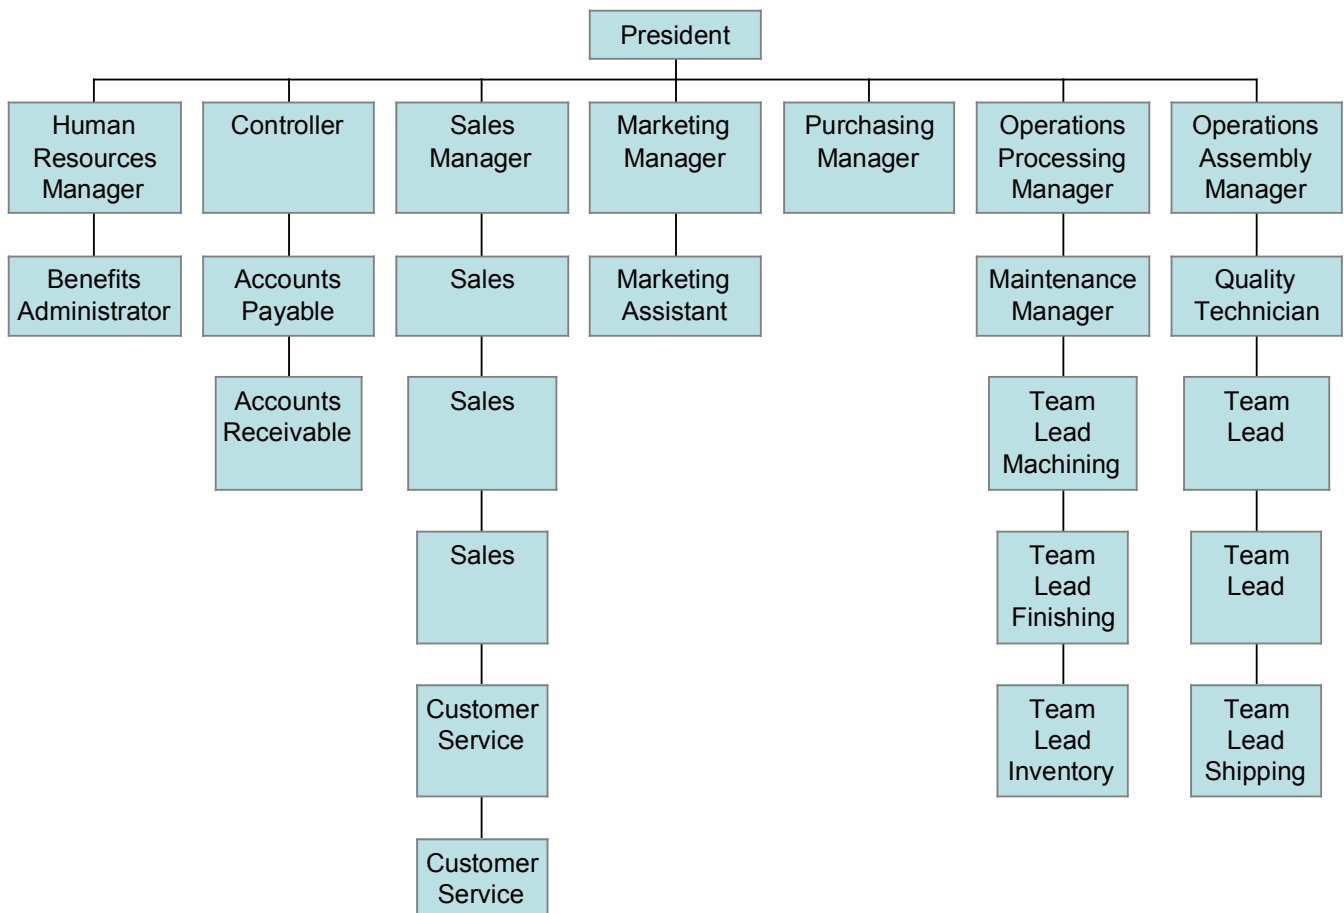 President
Human
Resources
Manager
Controller
Sales
Manager
Marketing
Manager
Purchasing
Manager
Operations
Processing
Manager
Operations
Assembly
Manager
Benefits
Administrator
Accounts
Payable
Sales
Marketing
Assistant
Maintenance
Manager
Quality
Technician
Accounts
Receivable
Sales
Team
Lead
Machining
Team
Lead
Sales
Team
Lead
Finishing
Team
Lead
Customer
Service
Team
Lead
Inventory
Team
Lead
Shipping
Customer
Service